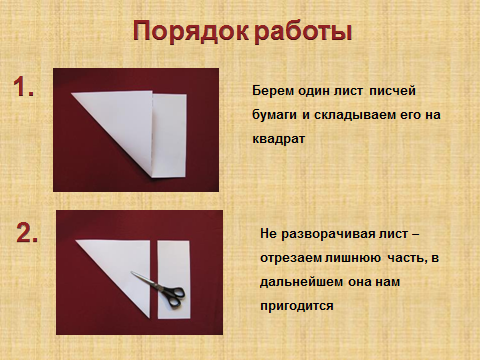 Порядок работы
1.
Берем один лист писчей
бумаги и складываем его на
квадрат
2.
Не разворачивая лист –
отрезаем лишнюю часть, в
дальнейшем она нам
пригодится